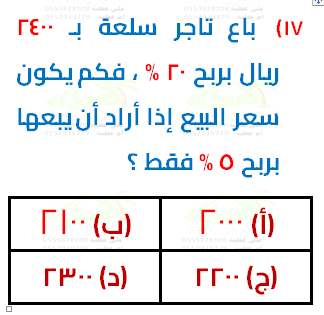 ١٧) باع تاجر سلعة بـ ٢٤٠٠
ريال بربح ٢٠ % ، فكم يكون
سعر البيع إذا أراد أن يبعها
بربح ٥ % فقط ؟
(أ) ٢٠٠٠
(ب) ٢١٠٠
(ج) ٢٢٠٠
(د) ٢٣٠٠